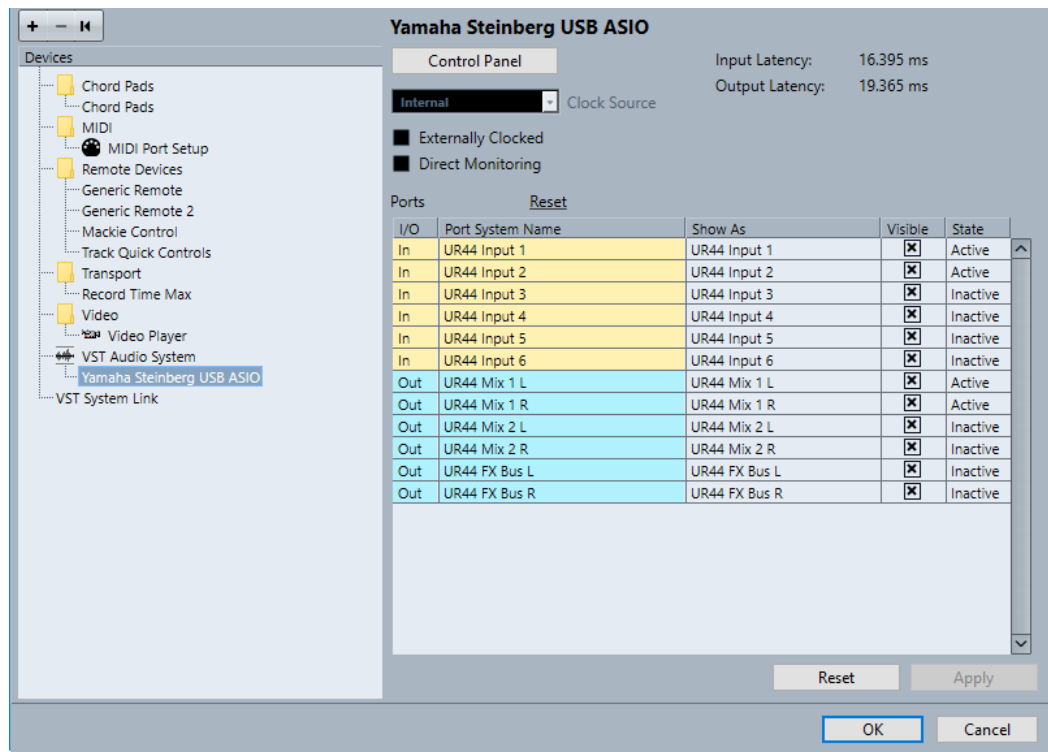 Yamaha Steinberg USB ASIO
Devices
Chord Pads
Chord Pads
MIDI
MIDI Port Setup
Remote Devices
Generic Remote
Generic Remote 2
Mackie Control
Track Quick Controls
Transport
Record Time Max
Video
Video Player
VST Audio System
Yamaha Steinberg USB ASIO
VST System Link
Control Panel
Input Latency: 16.395 ms
Output Latency: 19.365 ms
Internal Clock Source
Externally Clocked
Direct Monitoring
Ports Reset
I/O Port System Name Show As Visible State
In UR44 Input 1 UR44 Input 1 Active
In UR44 Input 2 UR44 Input 2 Active
In UR44 Input 3 UR44 Input 3 Inactive
In UR44 Input 4 UR44 Input 4 Inactive
In UR44 Input 5 UR44 Input 5 Inactive
In UR44 Input 6 UR44 Input 6 Inactive
Out UR44 Mix 1 L UR44 Mix 1 L Active
Out UR44 Mix 1 R UR44 Mix 1 R Active
Out UR44 Mix 2 L UR44 Mix 2 L Inactive
Out UR44 Mix 2 R UR44 Mix 2 R Inactive
Out UR44 FX Bus L UR44 FX Bus L Inactive
Out UR44 FX Bus R UR44 FX Bus R Inactive
Reset Apply
OK Cancel